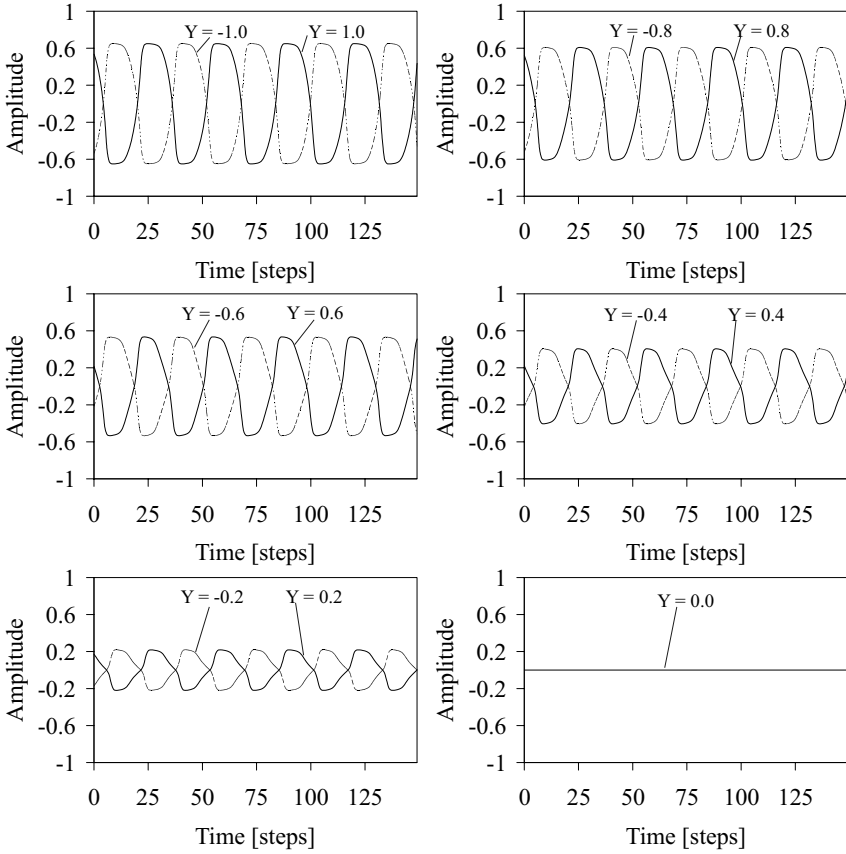 1
0.6
0.2
-0.2
-0.6
-1
Amplitude
Y = -1.0 Y = 1.0
0 25 50 75 100 125
Time [steps]
1
0.6
0.2
-0.2
-0.6
-1
Amplitude
Y = -0.8 Y = 0.8
0 25 50 75 100 125
Time [steps]
1
0.6
0.2
-0.2
-0.6
-1
Amplitude
Y = -0.6 Y = 0.6
0 25 50 75 100 125
Time [steps]
1
0.6
0.2
-0.2
-0.6
-1
Amplitude
Y = -0.4 Y = 0.4
0 25 50 75 100 125
Time [steps]
1
0.6
0.2
-0.2
-0.6
-1
Amplitude
Y = -0.2 Y = 0.2
0 25 50 75 100 125
Time [steps]
1
0.6
0.2
-0.2
-0.6
-1
Amplitude
Y = 0.0
0 25 50 75 100 125
Time [steps]